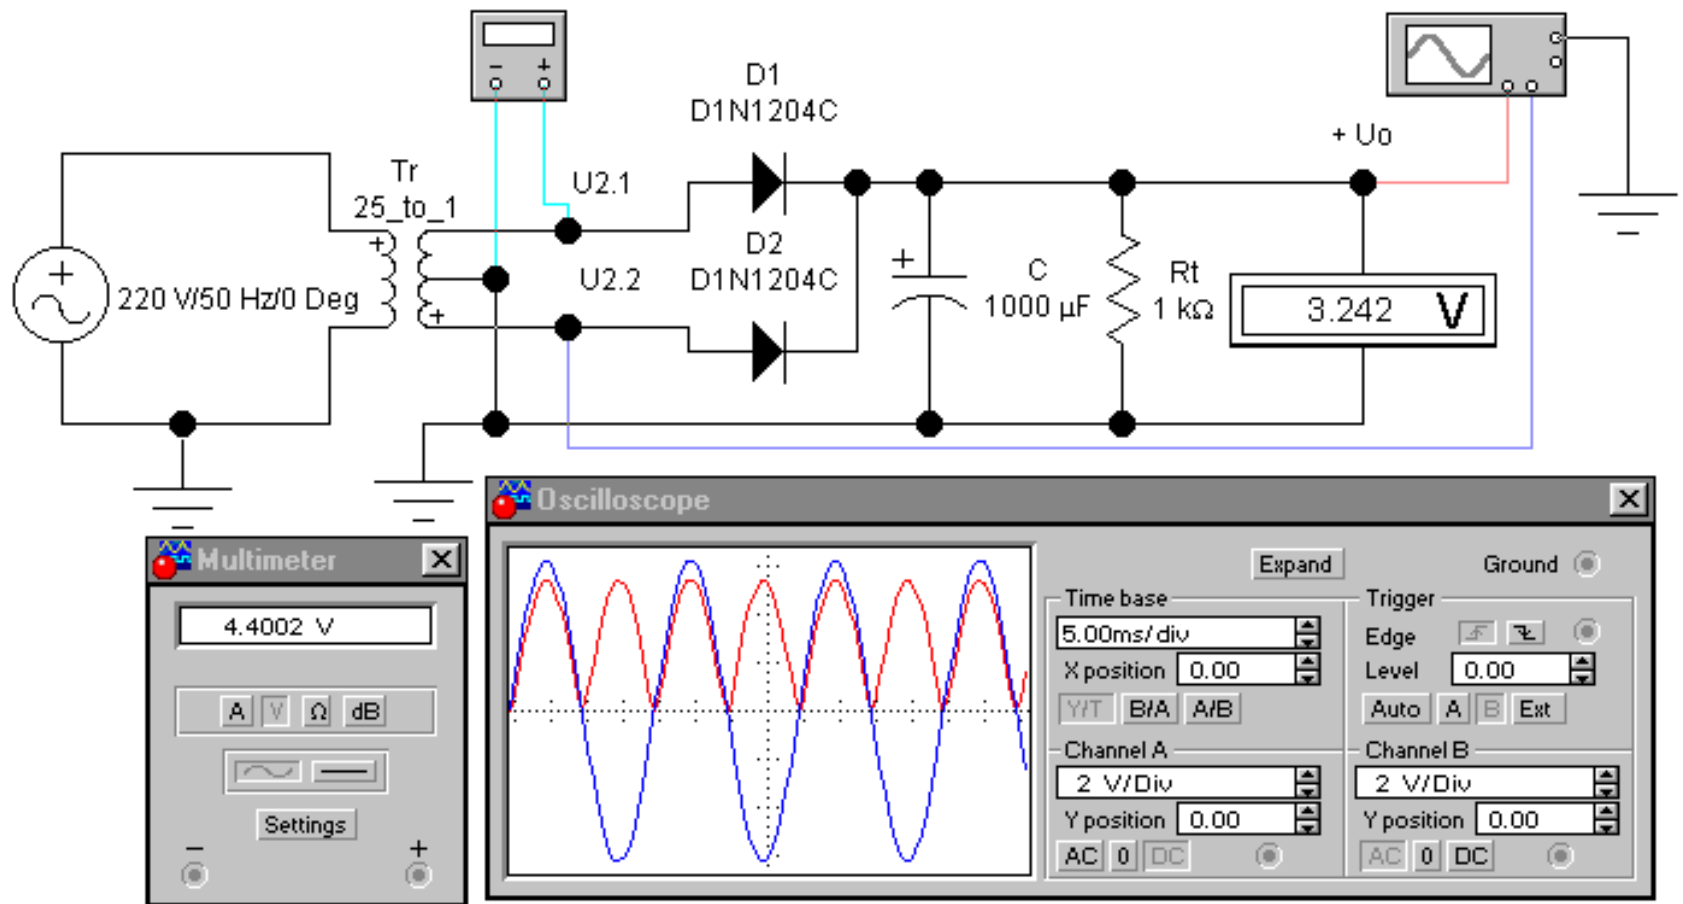 D1
D1N1204C
+ Uo
Tr
25_to_1
U2.1
D2
D1N1204C
U2.2
220 V/50 Hz/0 Deg
C
1000 µF
Rt
1 kΩ
3.242 V
Multimeter
4.4002 V
A V Ω dB
Settings
− +
Oscilloscope
Expand
Ground
Time base
5.00ms/div
X position 0.00
Y/T B/A A/B
Trigger
Edge
Level 0.00
Auto A B Ext
Channel A
2 V/Div
Y position 0.00
AC 0 DC
Channel B
2 V/Div
Y position 0.00
AC 0 DC